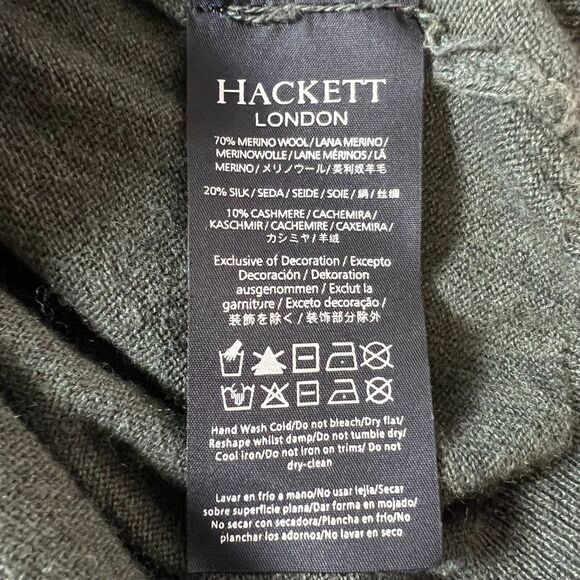 HACKETT
LONDON
70% MERINO WOOL / LANA MERINO /
MERINOWOLLE / LAINE MÉRINOS / LÃ
MERINO / メリノウール / 美利奴羊毛
20% SILK / SEDA / SEIDE / SOIE / 絹 / 丝绸
10% CASHMERE / CACHEMIRA /
KASCHMIR / CACHEMIRE / CAXEMIRA /
カシミヤ / 羊绒
Exclusive of Decoration / Excepto
Decoración / Dekoration
ausgenommen / Exclut la
garniture / Exceto decoração /
装飾を除く / 装饰部分除外
Hand Wash Cold/Do not bleach/Dry flat/
Reshape whilst damp/Do not tumble dry/
Cool iron/Do not iron on trims/ Do not
dry-clean
Lavar en frío a mano/No usar lejía/Secar
sobre superficie plana/Dar forma en mojado/
No secar con secadora/Plancha en frío/No
planchar los adornos/No lavar en seco